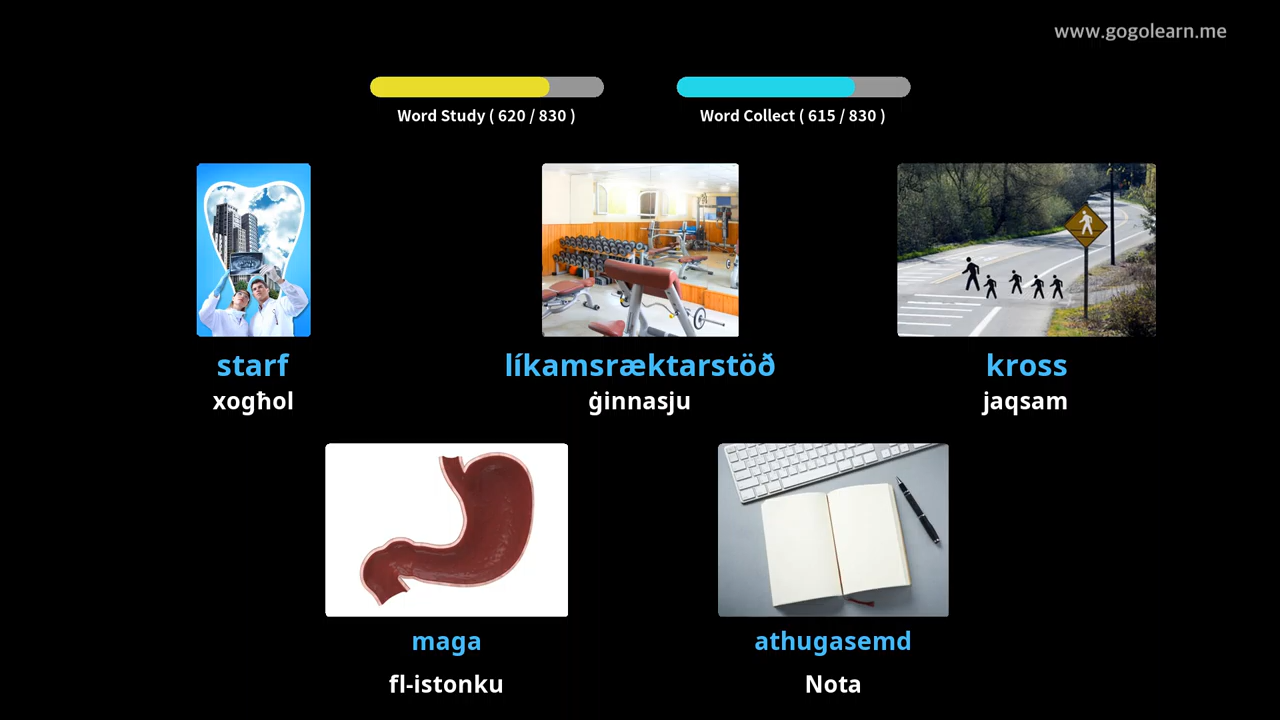 www.gogolearn.me
Word Study ( 620 / 830 )
Word Collect ( 615 / 830 )
starf
líkamsræktarstöð
kross
xogħol
ġinnasju
jaqsam
maga
athugasemd
fl-istonku
Nota